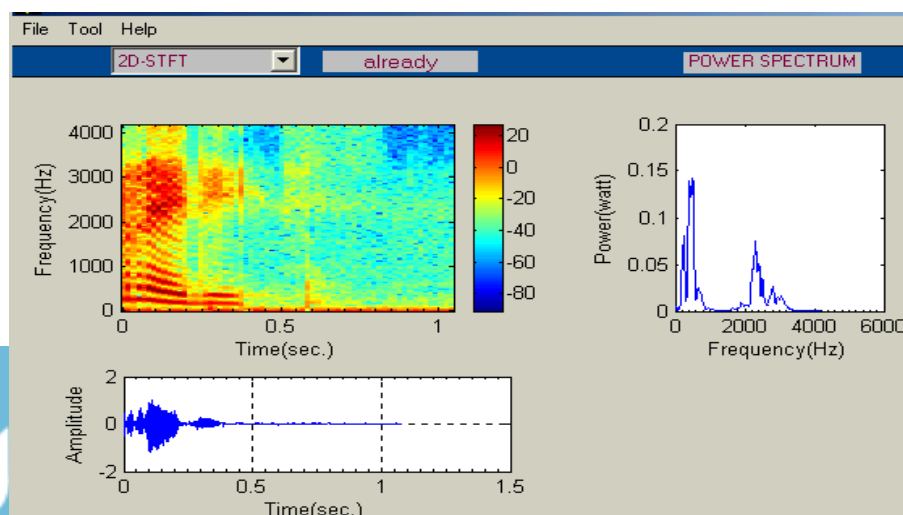 File Tool Help
2D-STFT already POWER SPECTRUM
Frequency(Hz)
4000
3000
2000
1000
0
0 0.5 1
Time(sec.)
20
0
-20
-40
-60
-80
Power(watt)
0.2
0.15
0.1
0.05
0
0 2000 4000 6000
Frequency(Hz)
Amplitude
2
0
-2
0 0.5 1 1.5
Time(sec.)